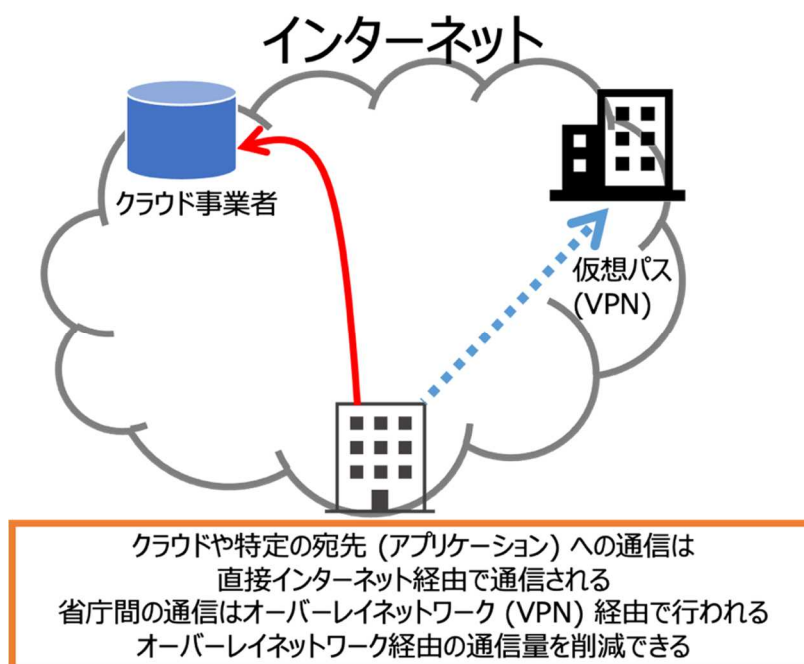 インターネット
クラウド事業者
仮想パス
(VPN)
クラウドや特定の宛先 (アプリケーション) への通信は
直接インターネット経由で通信される
省庁間の通信はオーバーレイネットワーク (VPN) 経由で行われる
オーバーレイネットワーク経由の通信量を削減できる